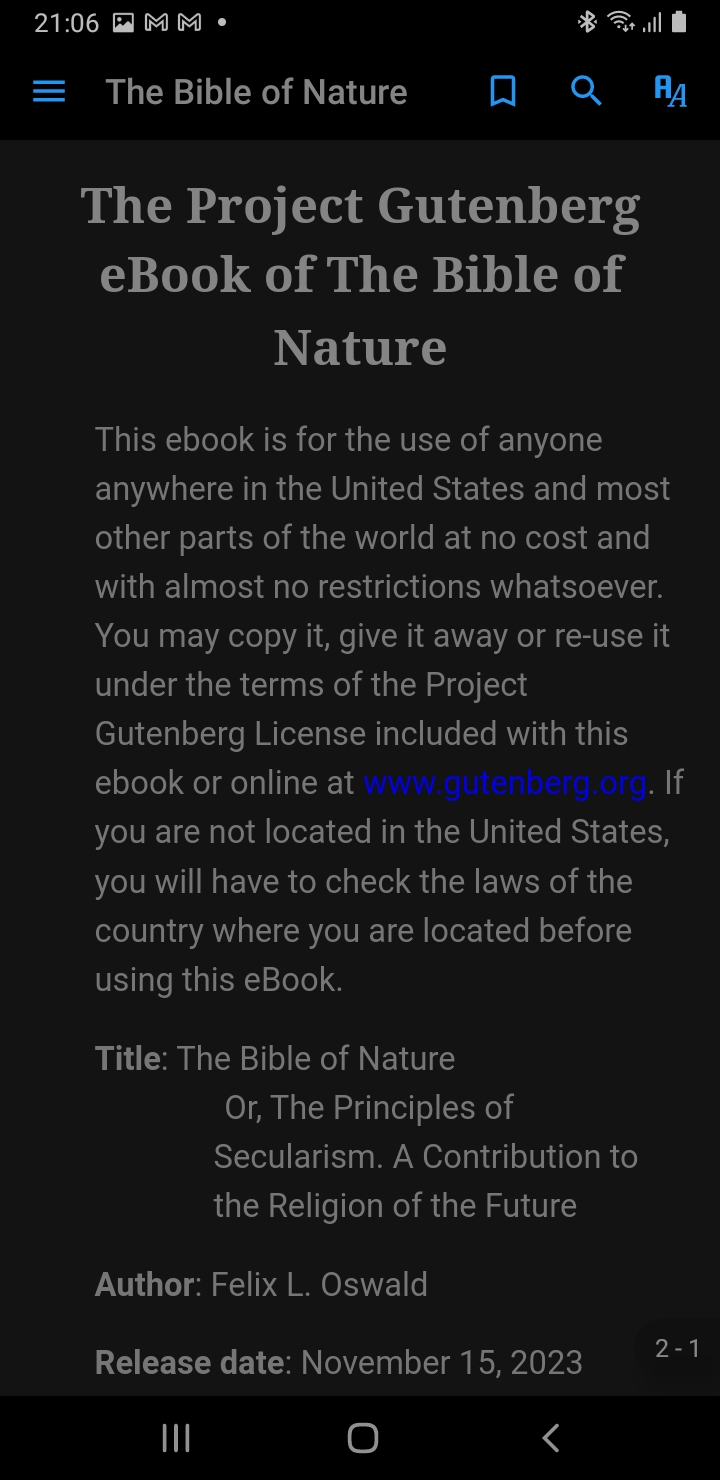 21:06
The Bible of Nature
AA
The Project Gutenberg
eBook of The Bible of
Nature
This ebook is for the use of anyone
anywhere in the United States and most
other parts of the world at no cost and
with almost no restrictions whatsoever.
You may copy it, give it away or re-use it
under the terms of the Project
Gutenberg License included with this
ebook or online at www.gutenberg.org. If
you are not located in the United States,
you will have to check the laws of the
country where you are located before
using this eBook.
Title: The Bible of Nature
Or, The Principles of
Secularism. A Contribution to
the Religion of the Future
Author: Felix L. Oswald
Release date: November 15, 2023
2 - 1